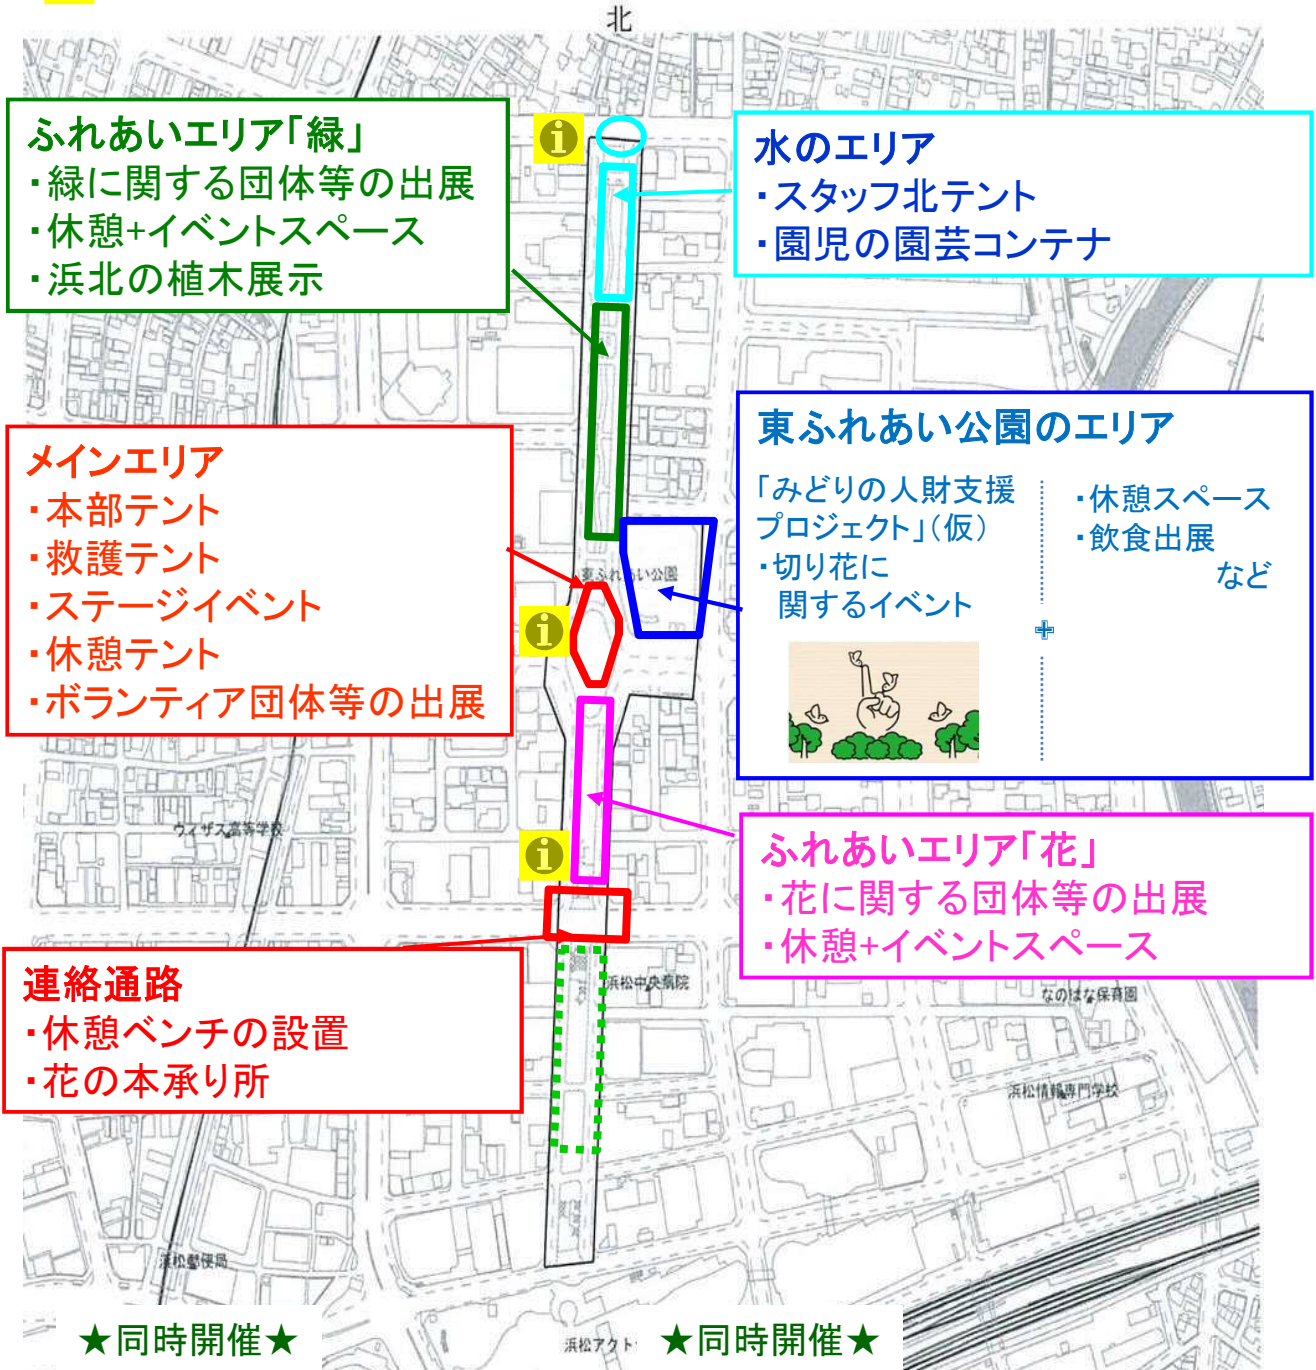 北
ふれあいエリア「緑」
・緑に関する団体等の出展
・休憩+イベントスペース
・浜北の植木展示
水のエリア
・スタッフ北テント
・園児の園芸コンテナ
メインエリア
・本部テント
・救護テント
・ステージイベント
・休憩テント
・ボランティア団体等の出展
東ふれあい公園のエリア
「みどりの人財支援
プロジェクト」(仮)
・切り花に
関するイベント
・休憩スペース
・飲食出展
など
東ふれあい公園
ウィザス高等学校
ふれあいエリア「花」
・花に関する団体等の出展
・休憩+イベントスペース
連絡通路
・休憩ベンチの設置
・花の本承り所
浜松中央病院
なのはな保育園
浜松情報専門学校
浜松郵便局
浜松アクト
★同時開催★
★同時開催★